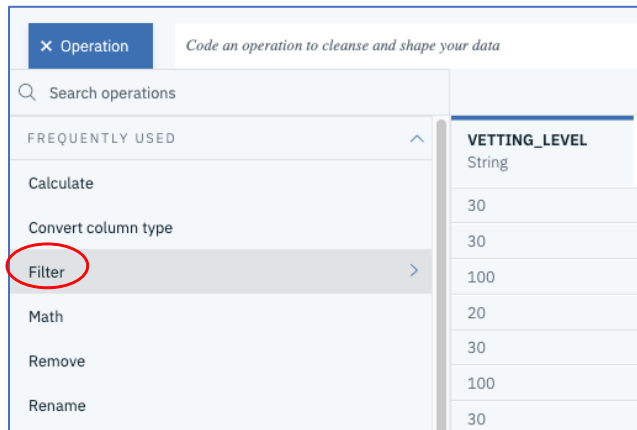 × Operation
Code an operation to cleanse and shape your data
Search operations
FREQUENTLY USED
Calculate
Convert column type
Filter
Math
Remove
Rename
VETTING_LEVEL
String
30
30
100
20
30
100
30